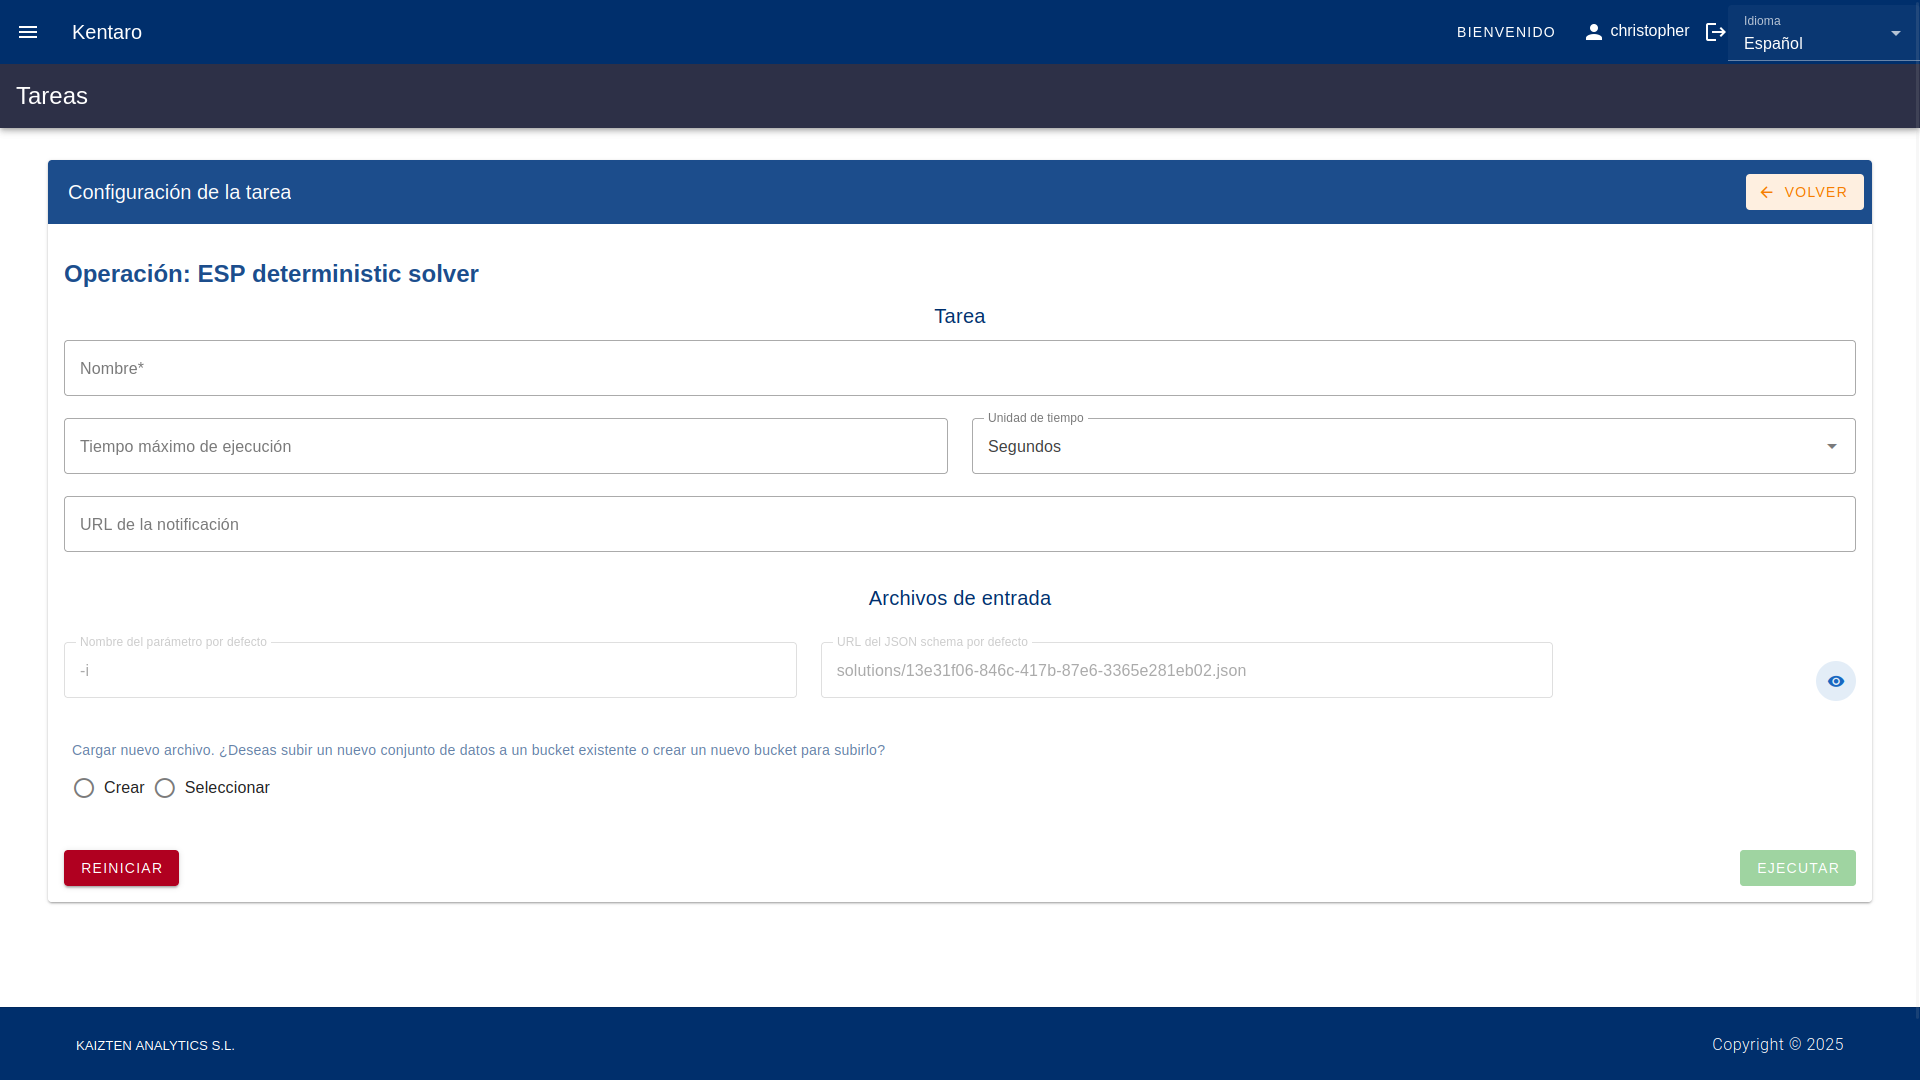 Kentaro
BIENVENIDO
christopher
Idioma
Español
Tareas
Configuración de la tarea
VOLVER
Operación: ESP deterministic solver
Tarea
Nombre*
Tiempo máximo de ejecución
Unidad de tiempo
Segundos
URL de la notificación
Archivos de entrada
Nombre del parámetro por defecto
-i
URL del JSON schema por defecto
solutions/13e31f06-846c-417b-87e6-3365e281eb02.json
Cargar nuevo archivo. ¿Deseas subir un nuevo conjunto de datos a un bucket existente o crear un nuevo bucket para subirlo?
Crear
Seleccionar
REINICIAR
EJECUTAR
KAIZTEN ANALYTICS S.L.
Copyright © 2025